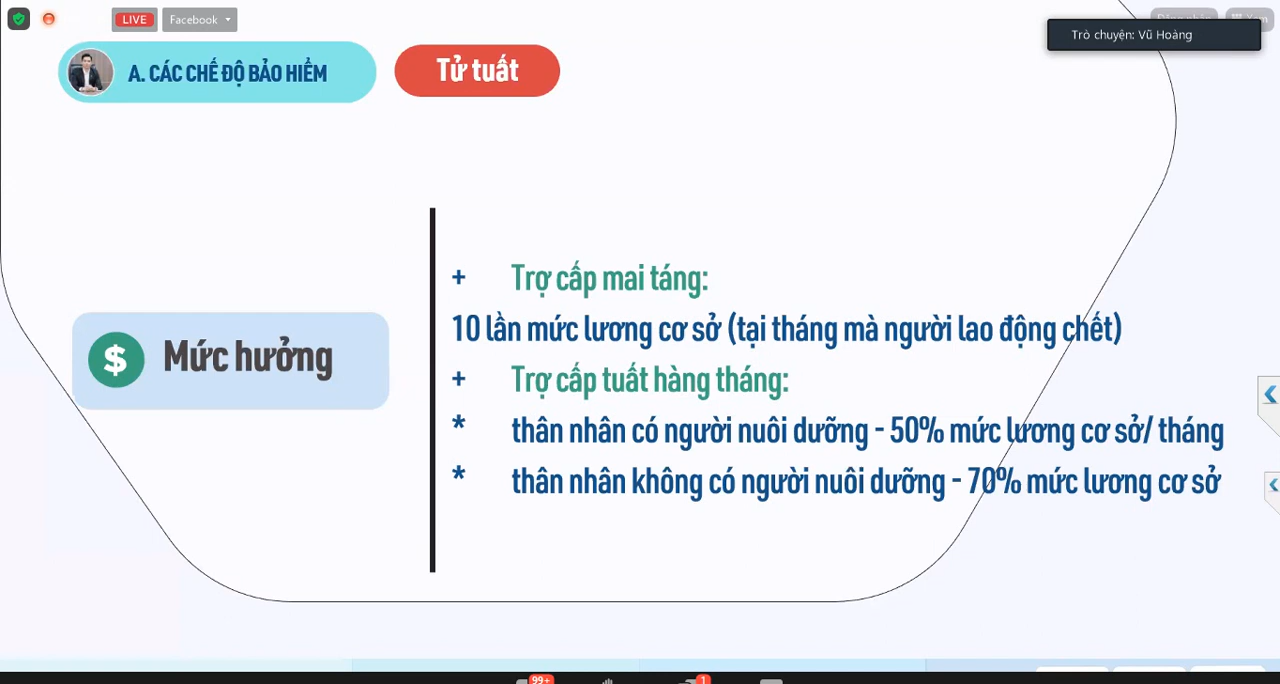 LIVE
Facebook
Trò chuyện: Vũ Hoảng
A. CÁC CHẾ ĐỘ BẢO HIỂM
Tử tuất
+ Trợ cấp mai táng:
10 lần mức lương cơ sở (tại tháng mà người lao động chết)
$ Mức hưởng
+ Trợ cấp tuất hàng tháng:
* thân nhân có người nuôi dưỡng - 50% mức lương cơ sở/ tháng
* thân nhân không có người nuôi dưỡng - 70% mức lương cơ sở
99+
1